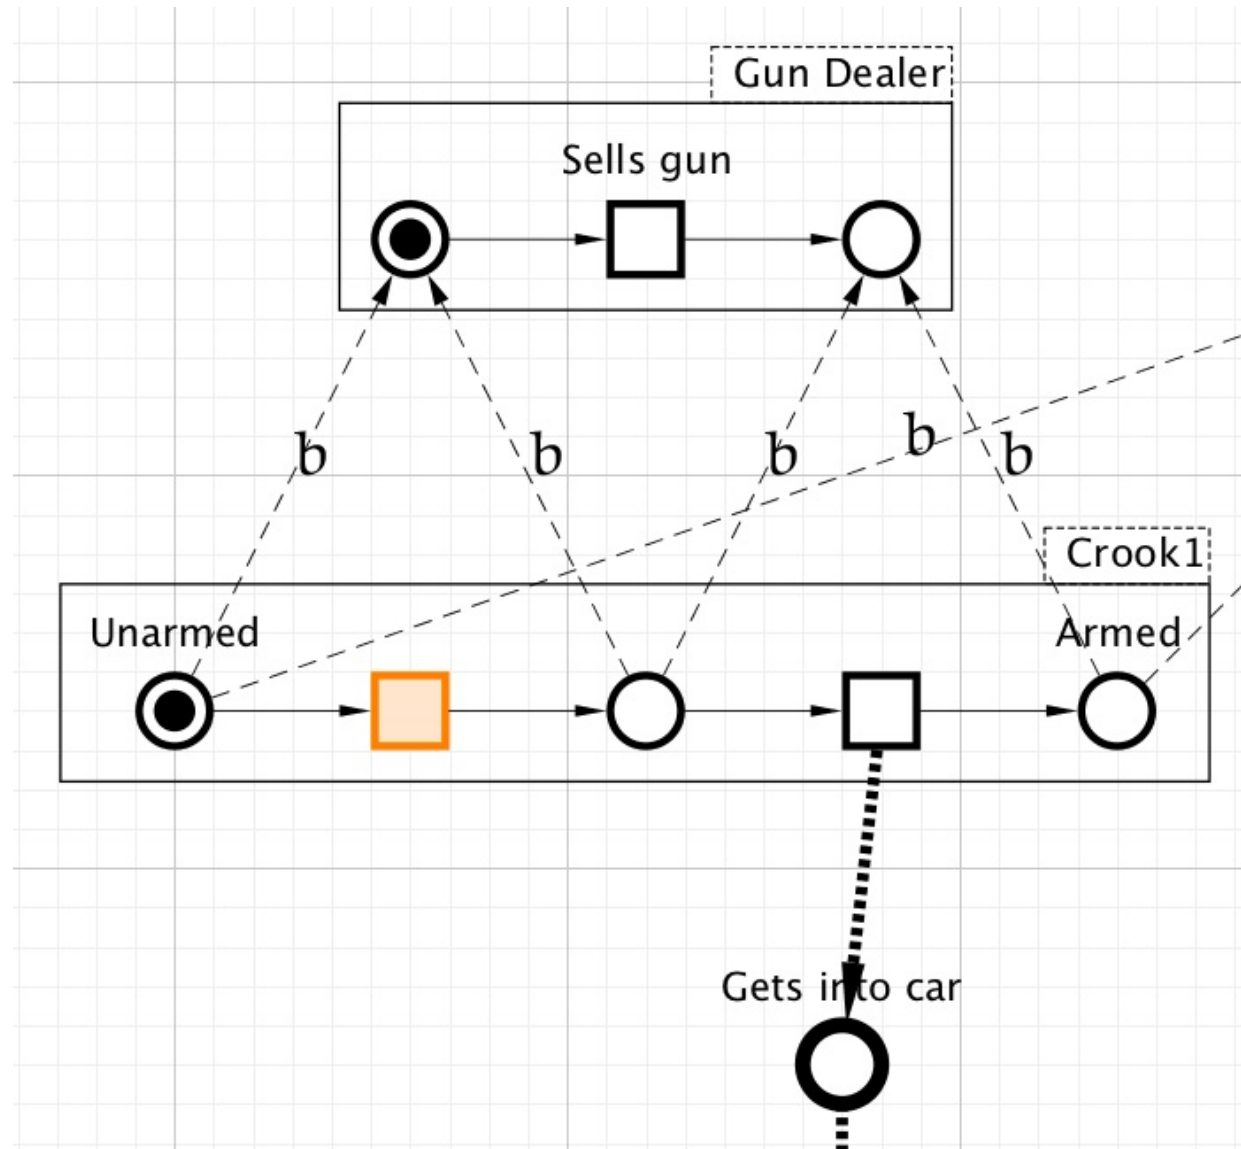 Gun Dealer
Sells gun
b
b
b
b
b
Crook1
Unarmed
Armed
Gets into car